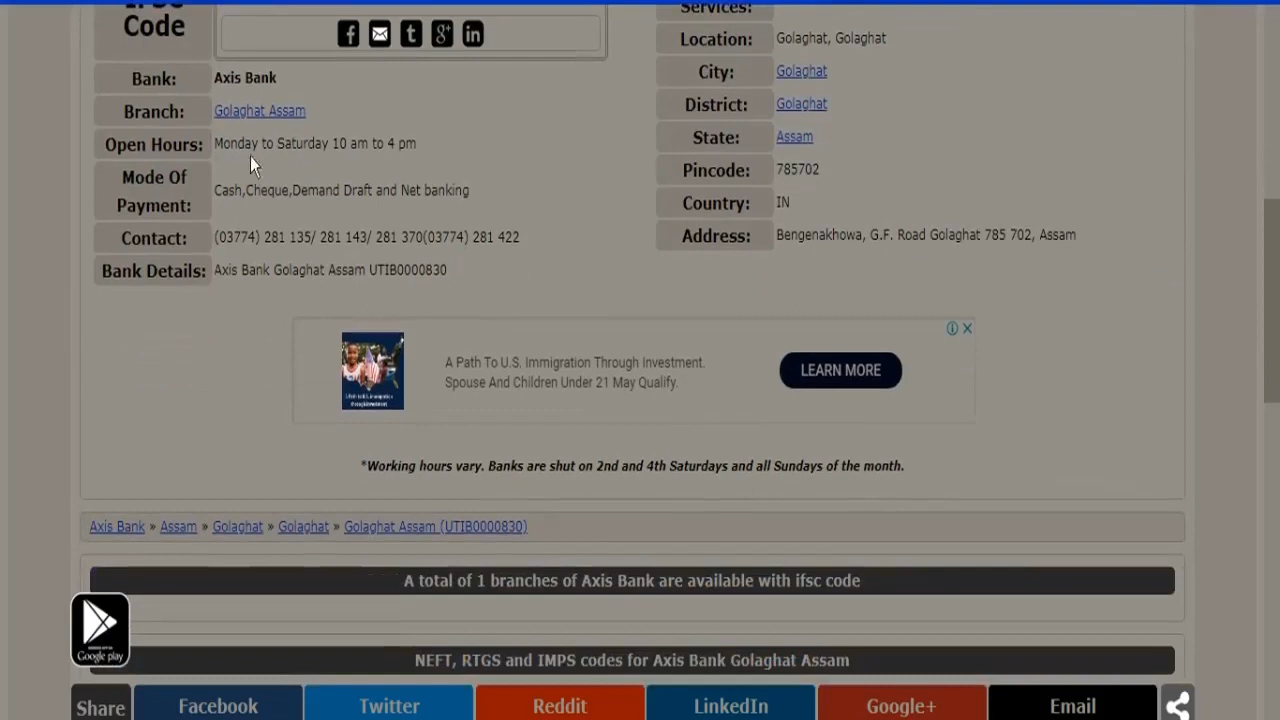 Code
Bank: Axis Bank
Branch: Golaghat Assam
Open Hours: Monday to Saturday 10 am to 4 pm
Mode Of Payment: Cash,Cheque,Demand Draft and Net banking
Contact: (03774) 281 135/ 281 143/ 281 370(03774) 281 422
Bank Details: Axis Bank Golaghat Assam UTIB0000830
Services:
Location: Golaghat, Golaghat
City: Golaghat
District: Golaghat
State: Assam
Pincode: 785702
Country: IN
Address: Bengenakhowa, G.F. Road Golaghat 785 702, Assam
A Path To U.S. Immigration Through Investment.
Spouse And Children Under 21 May Qualify.
LEARN MORE
*Working hours vary. Banks are shut on 2nd and 4th Saturdays and all Sundays of the month.
Axis Bank » Assam » Golaghat » Golaghat » Golaghat Assam (UTIB0000830)
A total of 1 branches of Axis Bank are available with ifsc code
Google play
NEFT, RTGS and IMPS codes for Axis Bank Golaghat Assam
Share Facebook Twitter Reddit LinkedIn Google+ Email